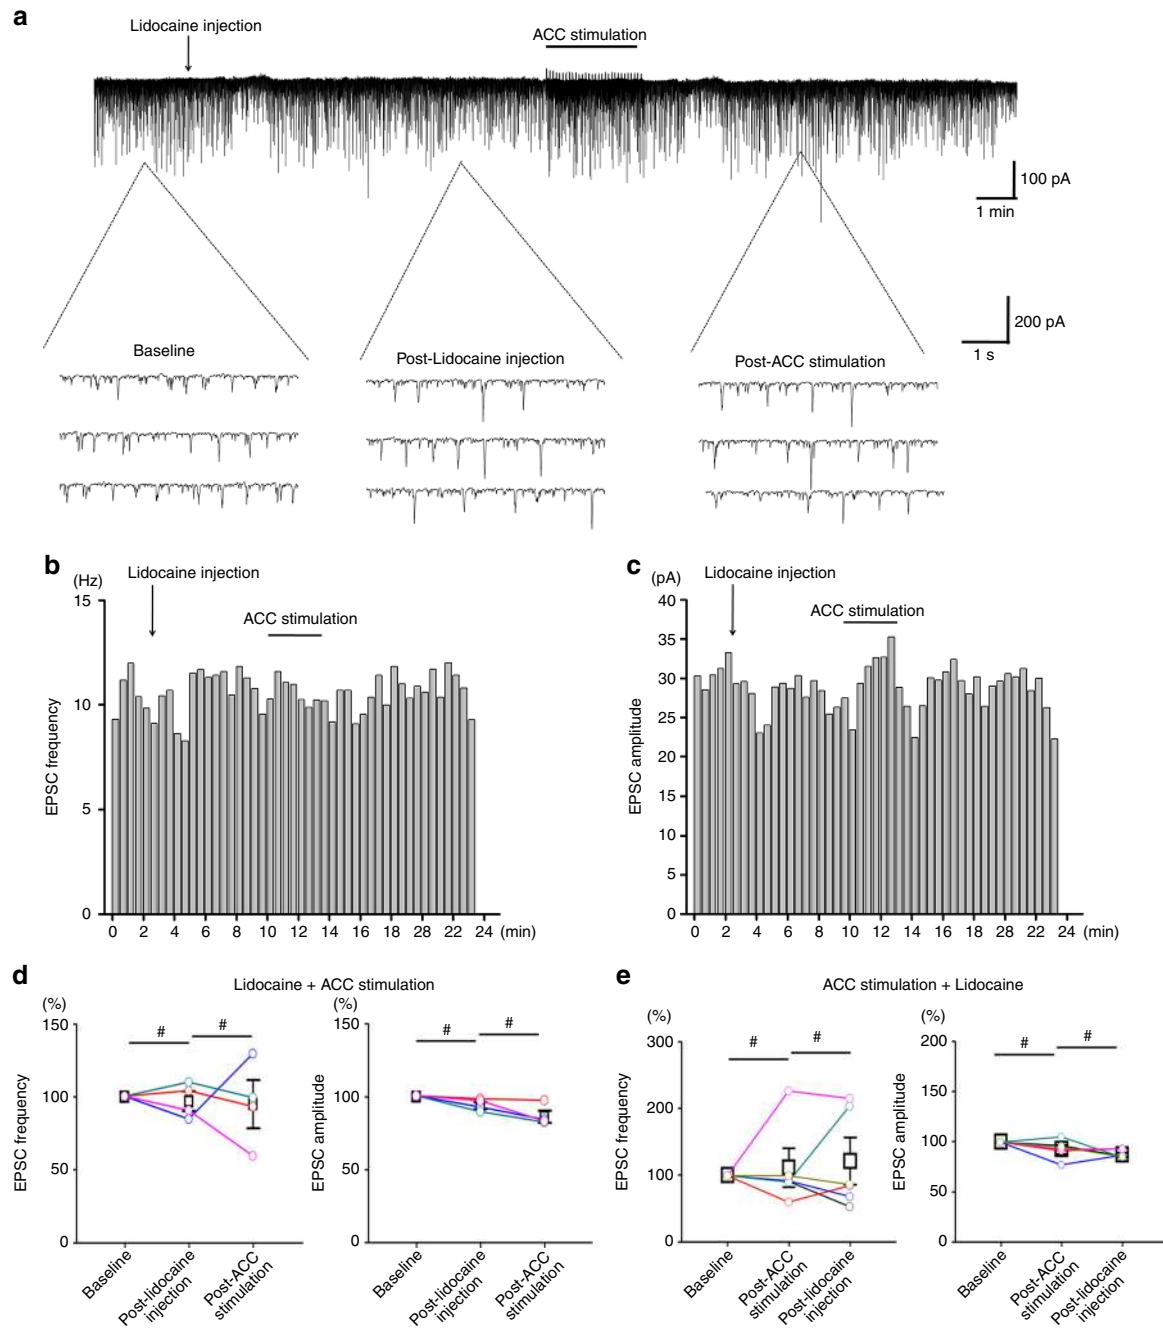 a
Lidocaine injection
ACC stimulation
100 pA
1 min
200 pA
1 s
Baseline
Post-Lidocaine injection
Post-ACC stimulation
b
(Hz)
Lidocaine injection
ACC stimulation
15
10
5
0
EPSC frequency
0 2 4 6 8 10 12 14 16 18 28 22 24 (min)
c
(pA)
Lidocaine injection
ACC stimulation
40
35
30
25
20
15
10
5
0
EPSC amplitude
0 2 4 6 8 10 12 14 16 18 28 22 24 (min)
d
Lidocaine + ACC stimulation
(%)
150
100
50
0
EPSC frequency
# #
Baseline
Post-lidocaine
injection
Post-ACC
stimulation
(%)
150
100
50
0
EPSC amplitude
# #
Baseline
Post-lidocaine
injection
Post-ACC
stimulation
e
ACC stimulation + Lidocaine
(%)
300
200
100
0
EPSC frequency
# #
Baseline
Post-ACC
stimulation
Post-lidocaine
injection
(%)
200
150
100
50
0
EPSC amplitude
# #
Baseline
Post-ACC
stimulation
Post-lidocaine
injection